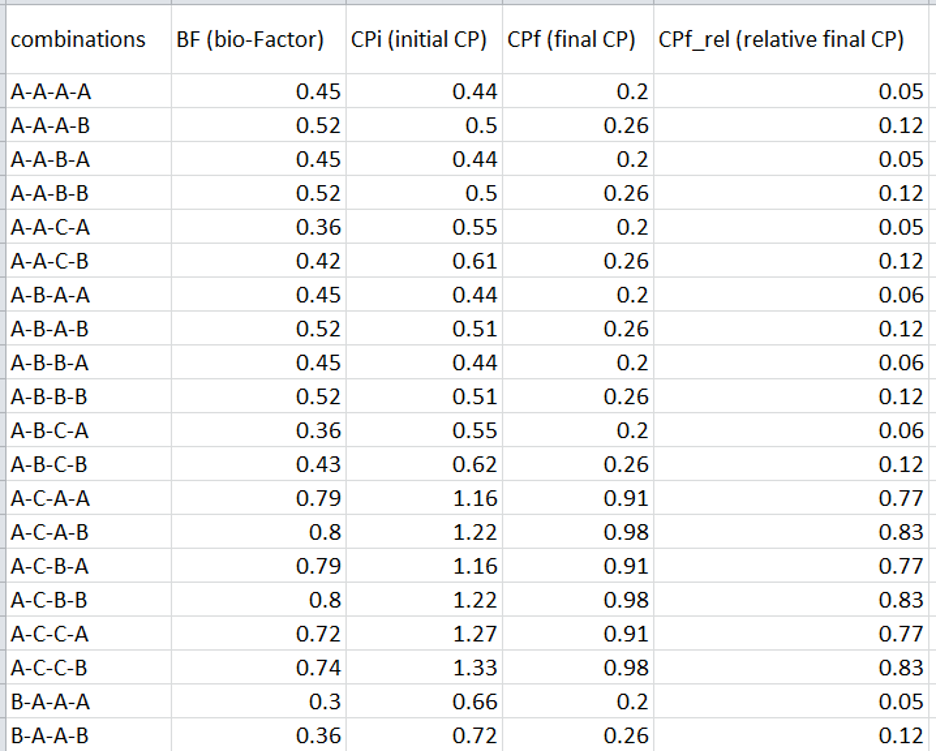 combinations BF (bio-Factor) CPi (initial CP) CPf (final CP) CPf_rel (relative final CP)
A-A-A-A 0.45 0.44 0.2 0.05
A-A-A-B 0.52 0.5 0.26 0.12
A-A-B-A 0.45 0.44 0.2 0.05
A-A-B-B 0.52 0.5 0.26 0.12
A-A-C-A 0.36 0.55 0.2 0.05
A-A-C-B 0.42 0.61 0.26 0.12
A-B-A-A 0.45 0.44 0.2 0.06
A-B-A-B 0.52 0.51 0.26 0.12
A-B-B-A 0.45 0.44 0.2 0.06
A-B-B-B 0.52 0.51 0.26 0.12
A-B-C-A 0.36 0.55 0.2 0.06
A-B-C-B 0.43 0.62 0.26 0.12
A-C-A-A 0.79 1.16 0.91 0.77
A-C-A-B 0.8 1.22 0.98 0.83
A-C-B-A 0.79 1.16 0.91 0.77
A-C-B-B 0.8 1.22 0.98 0.83
A-C-C-A 0.72 1.27 0.91 0.77
A-C-C-B 0.74 1.33 0.98 0.83
B-A-A-A 0.3 0.66 0.2 0.05
B-A-A-B 0.36 0.72 0.26 0.12